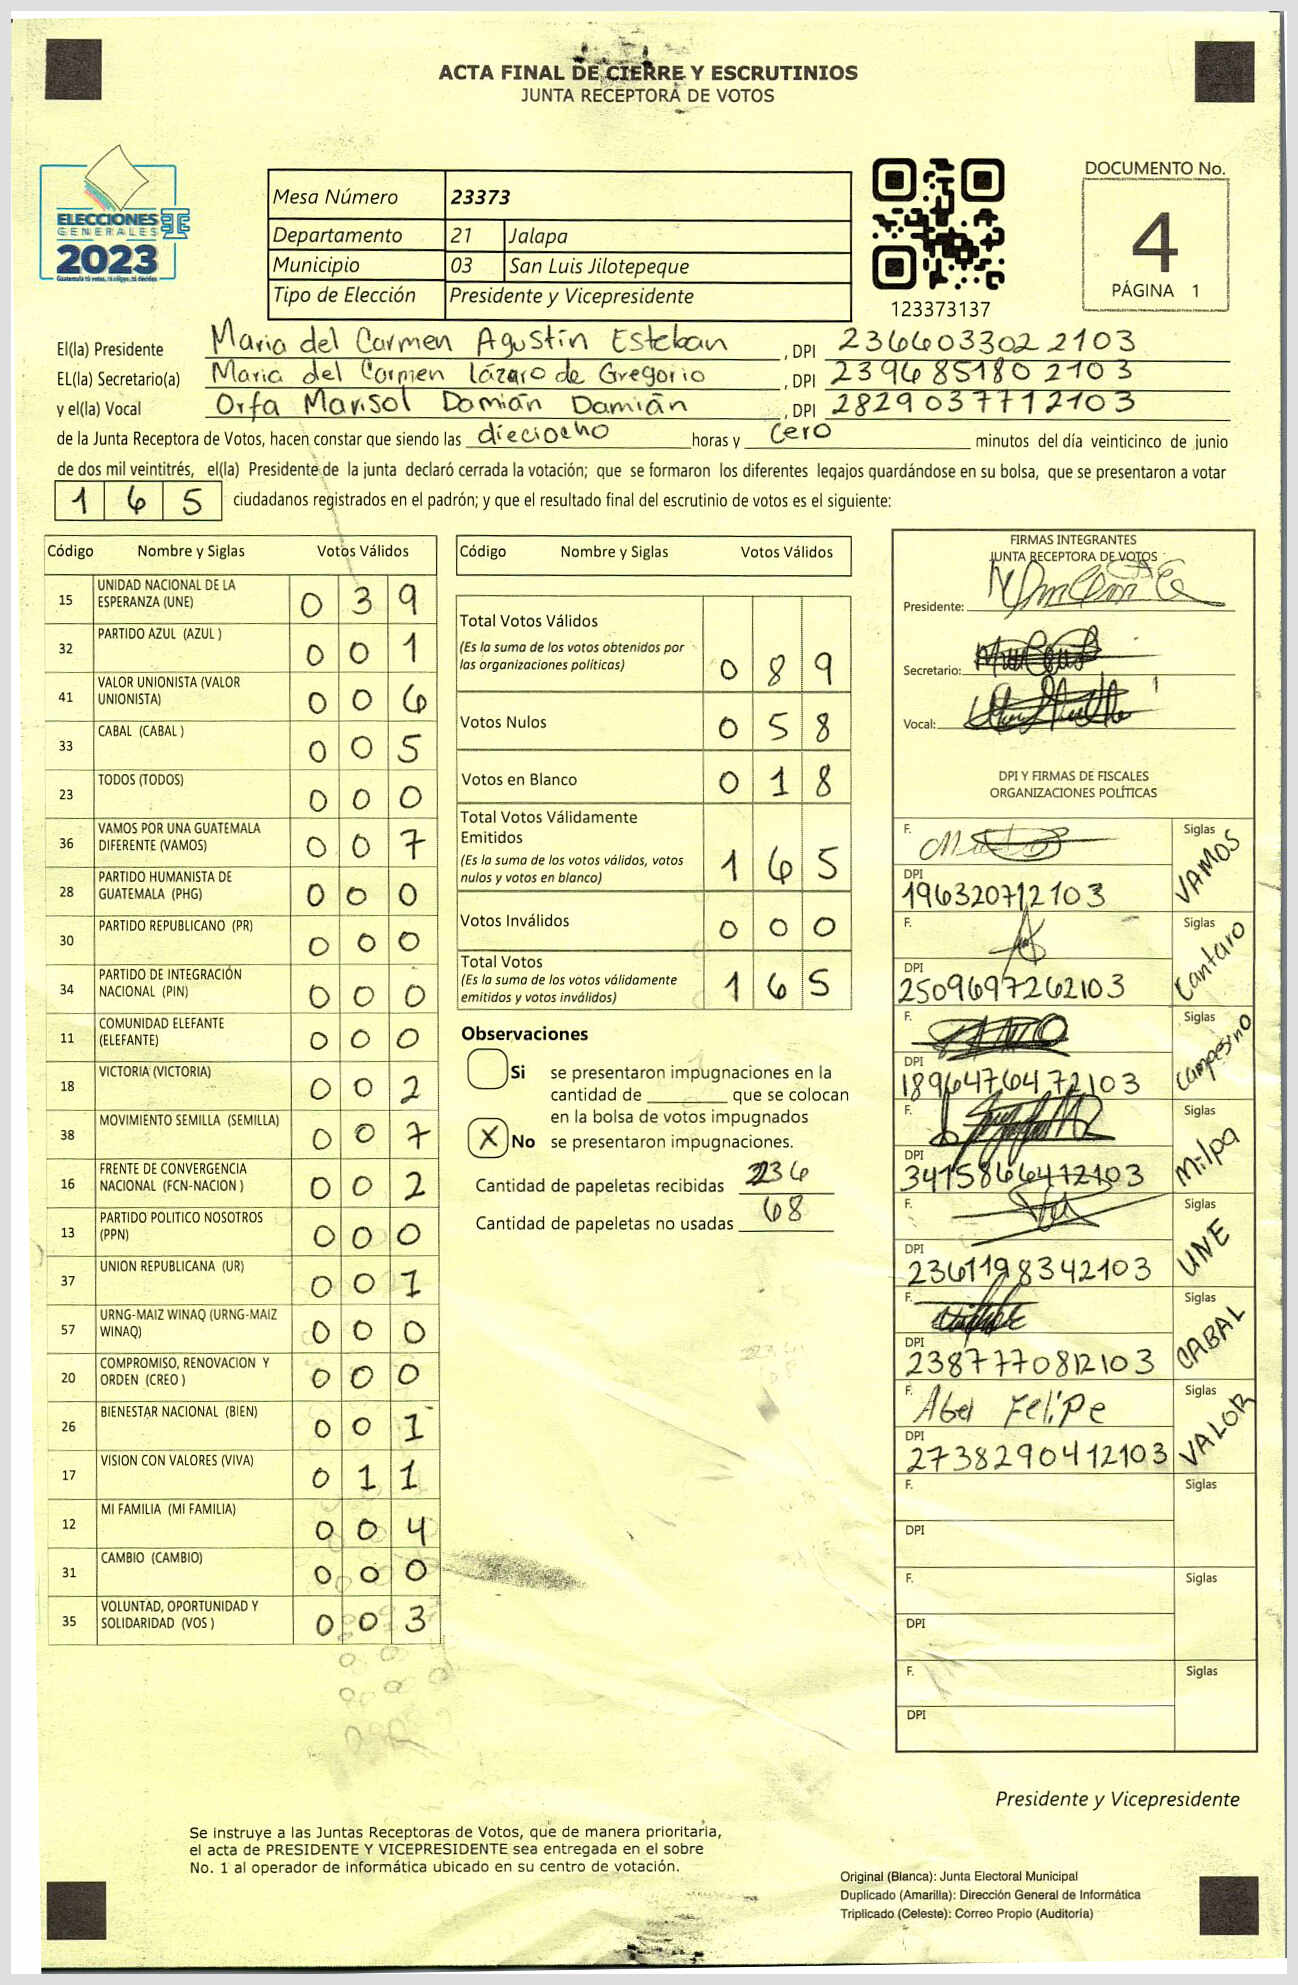 ACTA FINAL DE CIERRE Y ESCRUTINIOS
JUNTA RECEPTORA DE VOTOS
ELECCIONES
GENERALES
2023
Mesa Número 23373
Departamento 21 Jalapa
Municipio 03 San Luis Jilotepeque
Tipo de Elección Presidente y Vicepresidente
123373137
DOCUMENTO No.
4
PÁGINA 1
El(la) Presidente Maria del Carmen Agustín Esteban, DPI 2366033022103
EL(la) Secretario(a) Maria del Carmen Lázaro de Gregorio, DPI 2396851802103
y el(la) Vocal Orfa Marisol Damián Damián, DPI 2829037712103
de la Junta Receptora de Votos, hacen constar que siendo las dieciocho horas y cero minutos del día veinticinco de junio
de dos mil veintitrés, el(la) Presidente de la junta declaró cerrada la votación; que se formaron los diferentes legajos guardándose en su bolsa, que se presentaron a votar
165 ciudadanos registrados en el padrón; y que el resultado final del escrutinio de votos es el siguiente:
Código Nombre y Siglas Votos Válidos
15 UNIDAD NACIONAL DE LA ESPERANZA (UNE) 0 3 9
32 PARTIDO AZUL (AZUL ) 0 0 1
41 VALOR UNIONISTA (VALOR UNIONISTA) 0 0 6
33 CABAL (CABAL ) 0 0 5
23 TODOS (TODOS) 0 0 0
36 VAMOS POR UNA GUATEMALA DIFERENTE (VAMOS) 0 0 7
28 PARTIDO HUMANISTA DE GUATEMALA (PHG) 0 0 0
30 PARTIDO REPUBLICANO (PR) 0 0 0
34 PARTIDO DE INTEGRACIÓN NACIONAL (PIN) 0 0 0
11 COMUNIDAD ELEFANTE (ELEFANTE) 0 0 0
18 VICTORIA (VICTORIA) 0 0 2
38 MOVIMIENTO SEMILLA (SEMILLA) 0 0 7
16 FRENTE DE CONVERGENCIA NACIONAL (FCN-NACION ) 0 0 2
13 PARTIDO POLITICO NOSOTROS (PPN) 0 0 0
37 UNION REPUBLICANA (UR) 0 0 1
57 URNG-MAIZ WINAQ (URNG-MAIZ WINAQ) 0 0 0
20 COMPROMISO, RENOVACION Y ORDEN (CREO ) 0 0 0
26 BIENESTAR NACIONAL (BIEN) 0 0 1
17 VISION CON VALORES (VIVA) 0 1 1
12 MI FAMILIA (MI FAMILIA) 0 0 4
31 CAMBIO (CAMBIO) 0 0 0
35 VOLUNTAD, OPORTUNIDAD Y SOLIDARIDAD (VOS ) 0 0 3
Código Nombre y Siglas Votos Válidos
Total Votos Válidos
(Es la suma de los votos obtenidos por
las organizaciones políticas) 0 8 9
Votos Nulos 0 5 8
Votos en Blanco 0 1 8
Total Votos Válidamente
Emitidos
(Es la suma de los votos válidos, votos
nulos y votos en blanco) 1 6 5
Votos Inválidos 0 0 0
Total Votos
(Es la suma de los votos válidamente
emitidos y votos inválidos) 1 6 5
Observaciones
Si se presentaron impugnaciones en la
cantidad de ________ que se colocan
en la bolsa de votos impugnados
X No se presentaron impugnaciones.
Cantidad de papeletas recibidas 236
Cantidad de papeletas no usadas 68
FIRMAS INTEGRANTES
JUNTA RECEPTORA DE VOTOS
Presidente:
Secretario:
Vocal:
DPI Y FIRMAS DE FISCALES
ORGANIZACIONES POLÍTICAS
F. Siglas VAMOS
DPI
196320712103
F. Siglas Cantaro
DPI
2509697262103
F. Siglas Campesino
DPI
1896476472103
F. Siglas Milpa
DPI
3415866412103
F. Siglas UNE
DPI
2361198342103
F. Siglas CABAL
DPI
2387770812103
F. Abel Felipe Siglas VALOR
DPI
2738290412103
F. Siglas
DPI
F. Siglas
DPI
F. Siglas
DPI
Presidente y Vicepresidente
Se instruye a las Juntas Receptoras de Votos, que de manera prioritaria,
el acta de PRESIDENTE Y VICEPRESIDENTE sea entregada en el sobre
No. 1 al operador de informática ubicado en su centro de votación.
Original (Blanca): Junta Electoral Municipal
Duplicado (Amarilla): Dirección General de Informática
Triplicado (Celeste): Correo Propio (Auditoria)